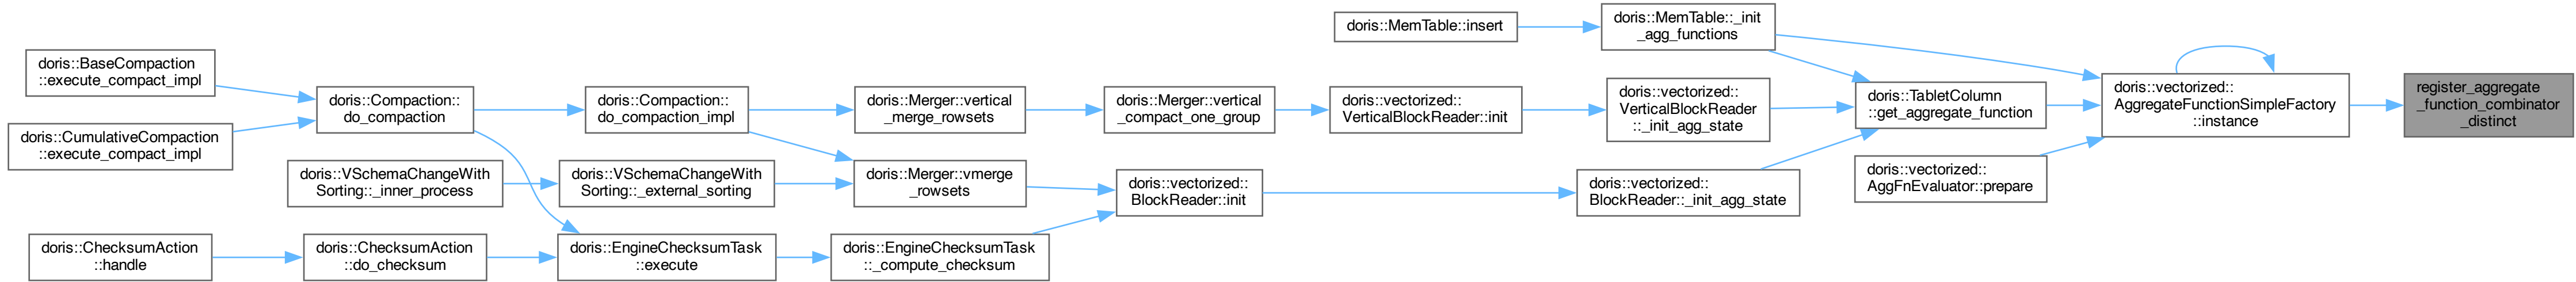 doris::BaseCompaction
::execute_compact_impl
doris::CumulativeCompaction
::execute_compact_impl
doris::Compaction::
do_compaction
doris::VSchemaChangeWith
Sorting::_inner_process
doris::ChecksumAction
::handle
doris::ChecksumAction
::do_checksum
doris::Compaction::
do_compaction_impl
doris::VSchemaChangeWith
Sorting::_external_sorting
doris::EngineChecksumTask
::execute
doris::Merger::vertical
_merge_rowsets
doris::Merger::vmerge
_rowsets
doris::EngineChecksumTask
::_compute_checksum
doris::Merger::vertical
_compact_one_group
doris::vectorized::
BlockReader::init
doris::MemTable::insert
doris::vectorized::
VerticalBlockReader::init
doris::MemTable::_init
_agg_functions
doris::vectorized::
VerticalBlockReader
::_init_agg_state
doris::vectorized::
BlockReader::_init_agg_state
doris::TabletColumn
::get_aggregate_function
doris::vectorized::
AggFnEvaluator::prepare
doris::vectorized::
AggregateFunctionSimpleFactory
::instance
register_aggregate
_function_combinator
_distinct